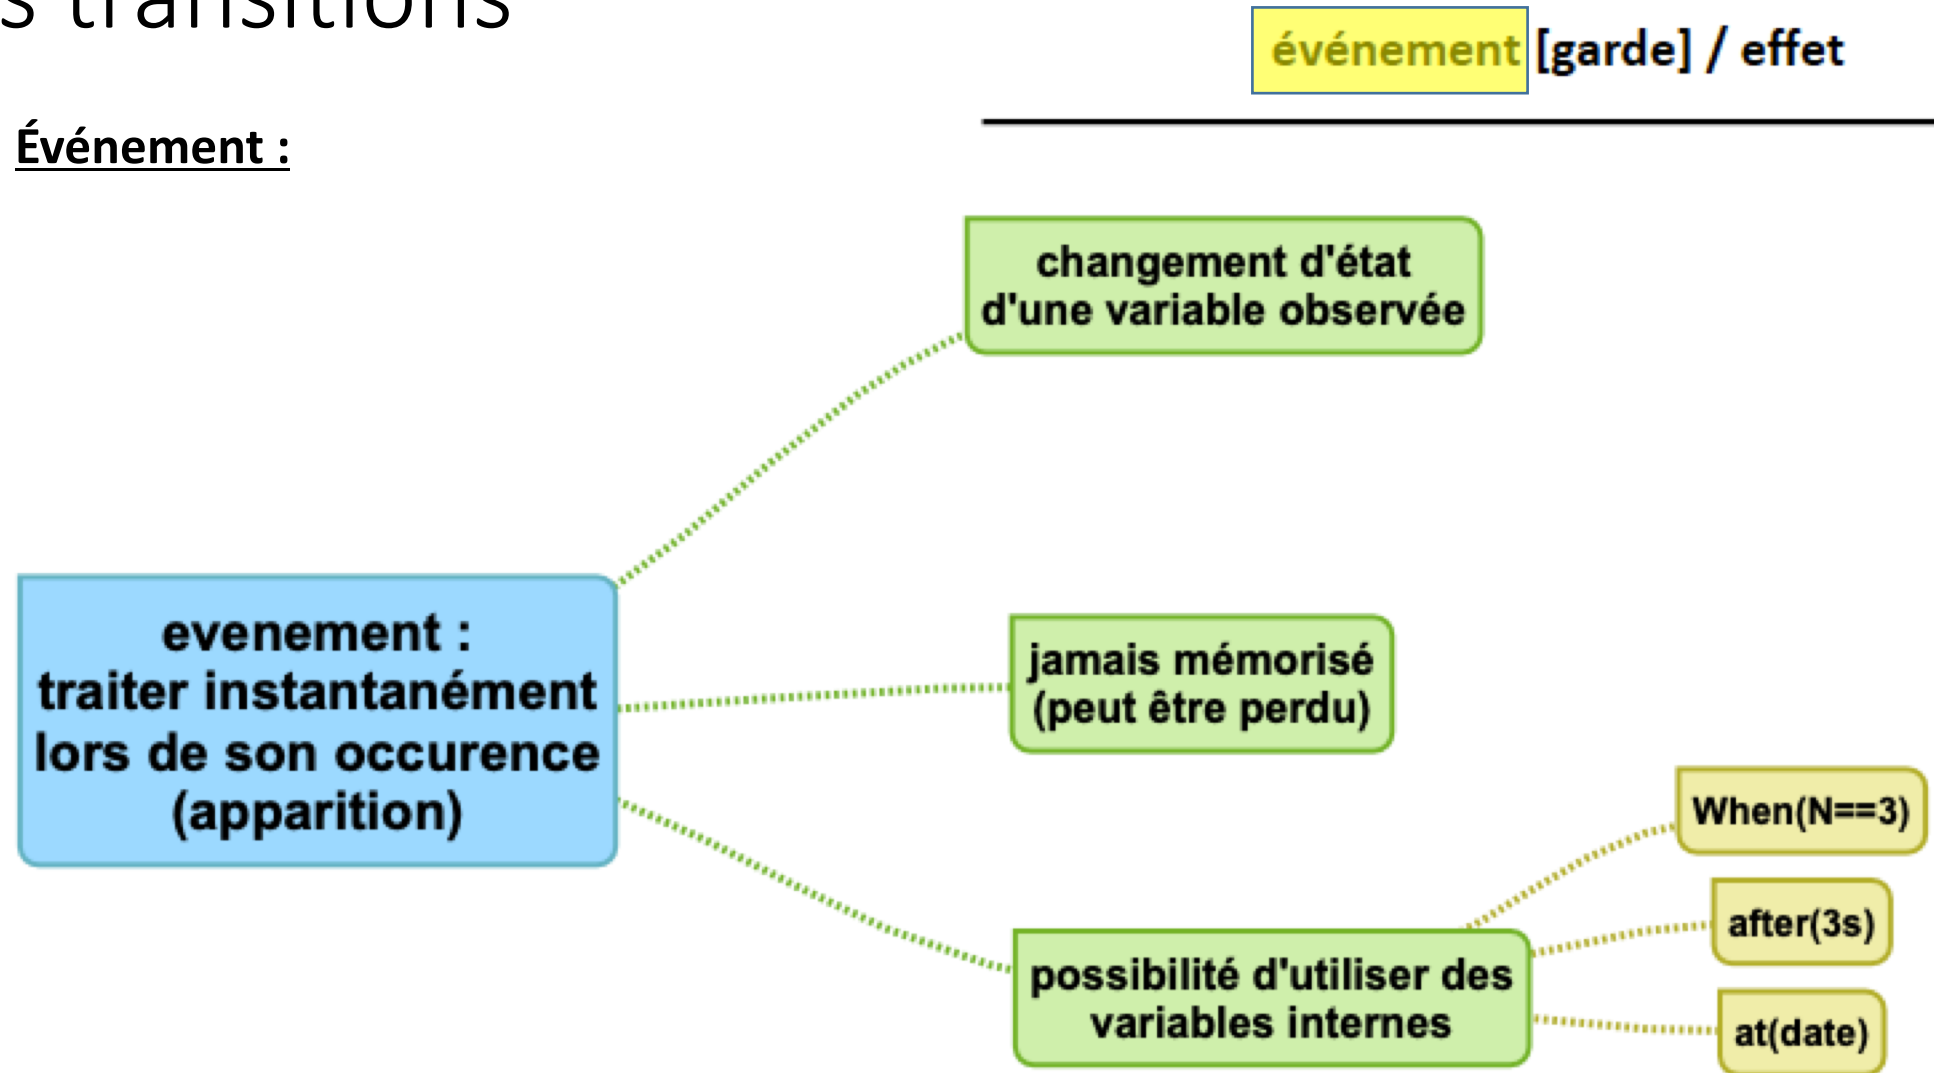 s transitions
événement [garde] / effet
Événement :
changement d'état
d'une variable observée
evenement :
traiter instantanément
lors de son occurence
(apparition)
jamais mémorisé
(peut être perdu)
possibilité d'utiliser des
variables internes
When(N==3)
after(3s)
at(date)